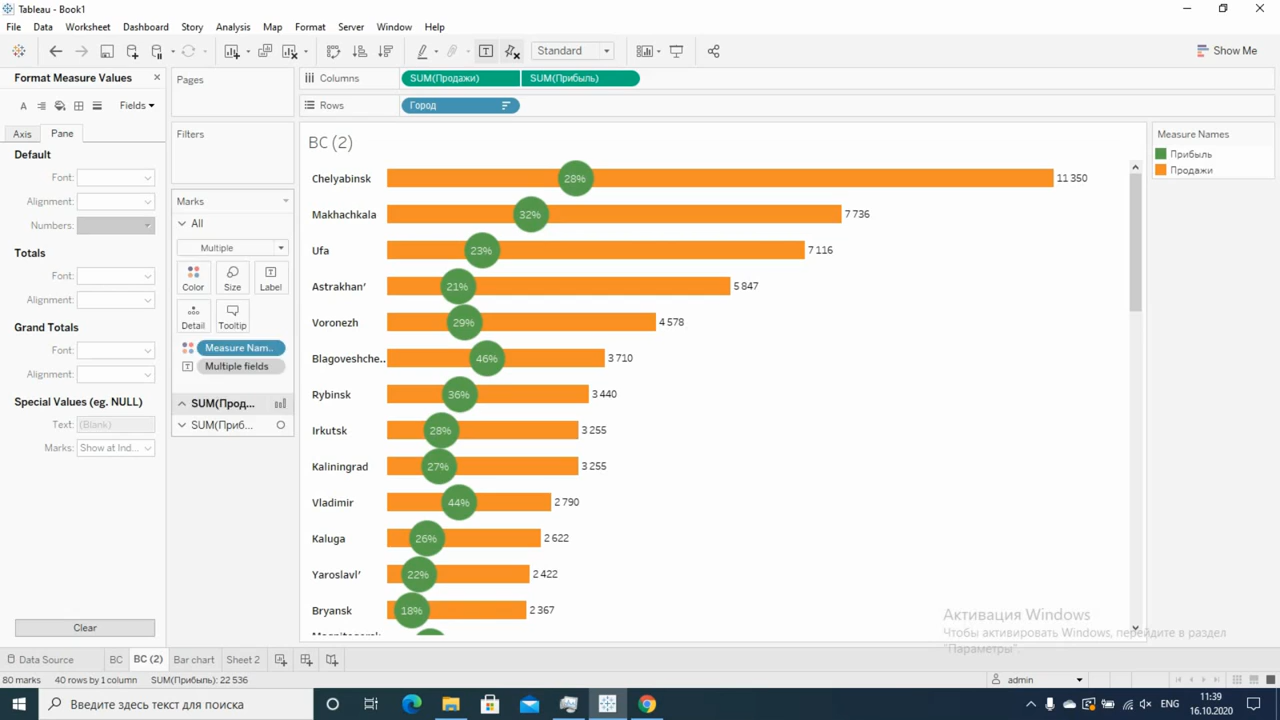 Tableau - Book1
File Data Worksheet Dashboard Story Analysis Map Format Server Window Help
Standard
Show Me
Format Measure Values
Fields
Axis Pane
Default
Font:
Alignment:
Numbers:
Totals
Font:
Alignment:
Grand Totals
Font:
Alignment:
Special Values (eg. NULL)
Text: (Blank)
Marks: Show at Ind...
Clear
Pages
Filters
Marks
All
Multiple
Color Size Label
Detail Tooltip
Measure Nam..
Multiple fields
SUM(Прод...
SUM(Приб...
Columns SUM(Продажи) SUM(Прибыль)
Rows Город
BC (2)
Chelyabinsk 28% 11 350
Makhachkala 32% 7 736
Ufa 23% 7 116
Astrakhan’ 21% 5 847
Voronezh 29% 4 578
Blagoveshche.. 46% 3 710
Rybinsk 36% 3 440
Irkutsk 28% 3 255
Kaliningrad 27% 3 255
Vladimir 44% 2 790
Kaluga 26% 2 622
Yaroslavl’ 22% 2 422
Bryansk 18% 2 367
Measure Names
Прибыль
Продажи
Активация Windows
Чтобы активировать Windows, перейдите в раздел
"Параметры".
Data Source BC BC (2) Bar chart Sheet 2
80 marks 40 rows by 1 column SUM(Прибыль): 22 536
admin
Введите здесь текст для поиска
ENG
11:39
16.10.2020